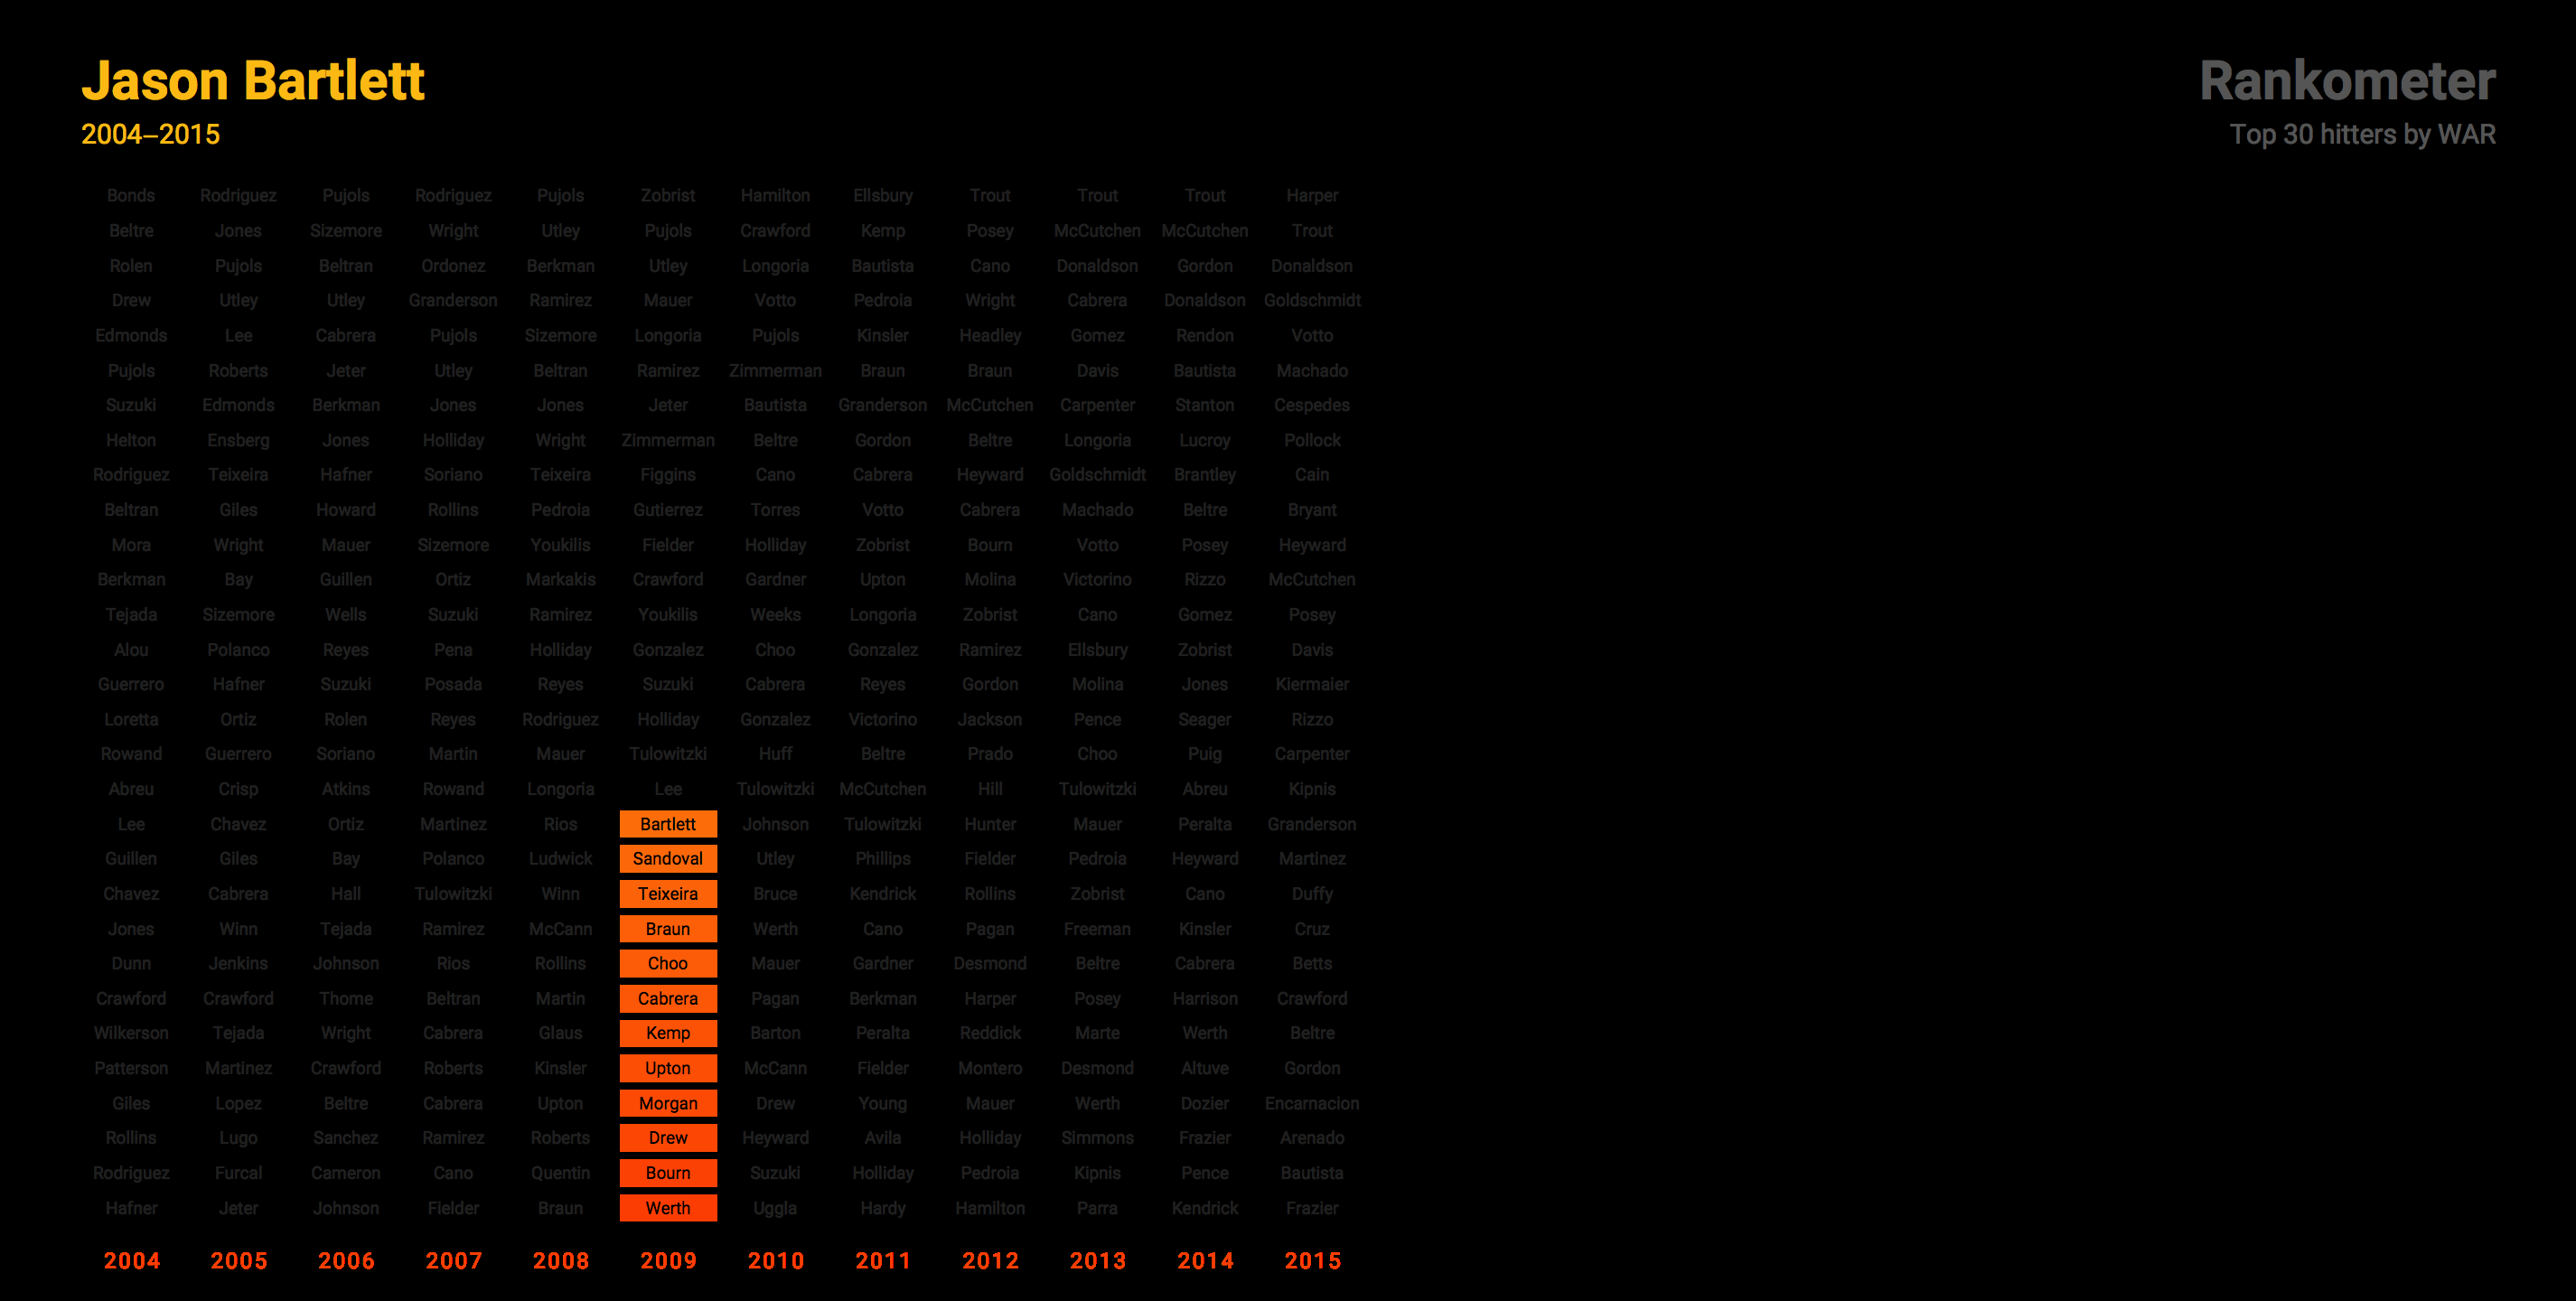 Jason Bartlett
2004–2015
Rankometer
Top 30 hitters by WAR
Bonds Rodriguez Pujols Rodriguez Pujols Zobrist Hamilton Ellsbury Trout Trout Trout Harper
Beltre Jones Sizemore Wright Utley Pujols Crawford Kemp Posey McCutchen McCutchen Trout
Rolen Pujols Beltran Ordonez Berkman Utley Longoria Bautista Cano Donaldson Gordon Donaldson
Drew Utley Utley Granderson Ramirez Mauer Votto Pedroia Wright Cabrera Donaldson Goldschmidt
Edmonds Lee Cabrera Pujols Sizemore Longoria Pujols Kinsler Headley Gomez Rendon Votto
Pujols Roberts Jeter Utley Beltran Ramirez Zimmerman Braun Braun Davis Bautista Machado
Suzuki Edmonds Berkman Jones Jones Jeter Bautista Granderson McCutchen Carpenter Stanton Cespedes
Helton Ensberg Jones Holliday Wright Zimmerman Beltre Gordon Beltre Longoria Lucroy Pollock
Rodriguez Teixeira Hafner Soriano Teixeira Figgins Cano Cabrera Heyward Goldschmidt Brantley Cain
Beltran Giles Howard Rollins Pedroia Gutierrez Torres Votto Cabrera Machado Beltre Bryant
Mora Wright Mauer Sizemore Youkilis Fielder Holliday Zobrist Bourn Votto Posey Heyward
Berkman Bay Guillen Ortiz Markakis Crawford Gardner Upton Molina Victorino Rizzo McCutchen
Tejada Sizemore Wells Suzuki Ramirez Youkilis Weeks Longoria Zobrist Cano Gomez Posey
Alou Polanco Reyes Pena Holliday Gonzalez Choo Gonzalez Ramirez Ellsbury Zobrist Davis
Guerrero Hafner Suzuki Posada Reyes Suzuki Cabrera Reyes Gordon Molina Jones Kiermaier
Loretta Ortiz Rolen Reyes Rodriguez Holliday Gonzalez Victorino Jackson Pence Seager Rizzo
Rowand Guerrero Soriano Martin Mauer Tulowitzki Huff Beltre Prado Choo Puig Carpenter
Abreu Crisp Atkins Rowand Longoria Lee Tulowitzki McCutchen Hill Tulowitzki Abreu Kipnis
Lee Chavez Ortiz Martinez Rios Bartlett Johnson Tulowitzki Hunter Mauer Peralta Granderson
Guillen Giles Bay Polanco Ludwick Sandoval Utley Phillips Fielder Pedroia Heyward Martinez
Chavez Cabrera Hall Tulowitzki Winn Teixeira Bruce Kendrick Rollins Zobrist Cano Duffy
Jones Winn Tejada Ramirez McCann Braun Werth Cano Pagan Freeman Kinsler Cruz
Dunn Jenkins Johnson Rios Rollins Choo Mauer Gardner Desmond Beltre Cabrera Betts
Crawford Crawford Thome Beltran Martin Cabrera Pagan Berkman Harper Posey Harrison Crawford
Wilkerson Tejada Wright Cabrera Glaus Kemp Barton Peralta Reddick Marte Werth Beltre
Patterson Martinez Crawford Roberts Kinsler Upton McCann Fielder Montero Desmond Altuve Gordon
Giles Lopez Beltre Cabrera Upton Morgan Drew Young Mauer Werth Dozier Encarnacion
Rollins Lugo Sanchez Ramirez Roberts Drew Heyward Avila Holliday Simmons Frazier Arenado
Rodriguez Furcal Cameron Cano Quentin Bourn Suzuki Holliday Pedroia Kipnis Pence Bautista
Hafner Jeter Johnson Fielder Braun Werth Uggla Hardy Hamilton Parra Kendrick Frazier
2004 2005 2006 2007 2008 2009 2010 2011 2012 2013 2014 2015